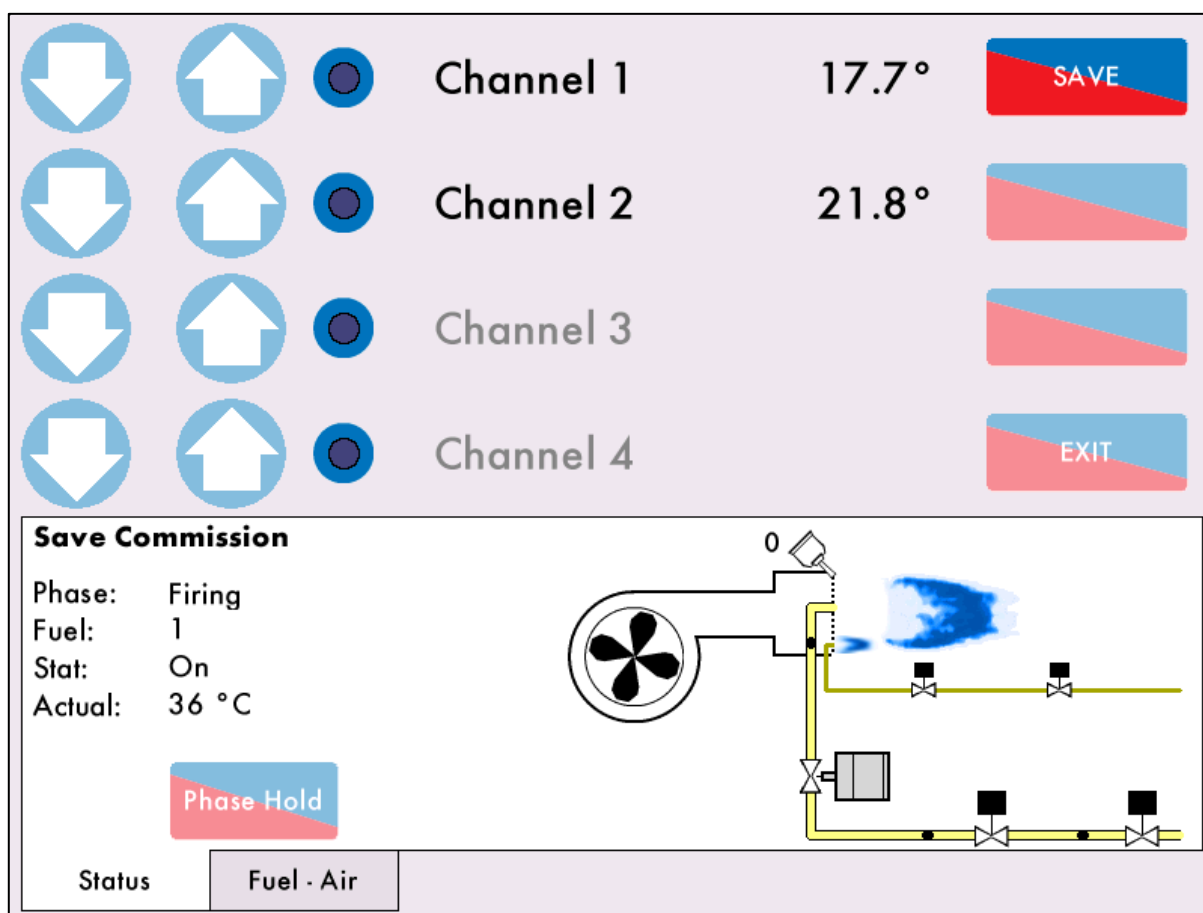 Channel 1 17.7° SAVE
Channel 2 21.8°
Channel 3
Channel 4 EXIT
Save Commission
Phase: Firing
Fuel: 1
Stat: On
Actual: 36 °C
Phase Hold
0
Status Fuel - Air